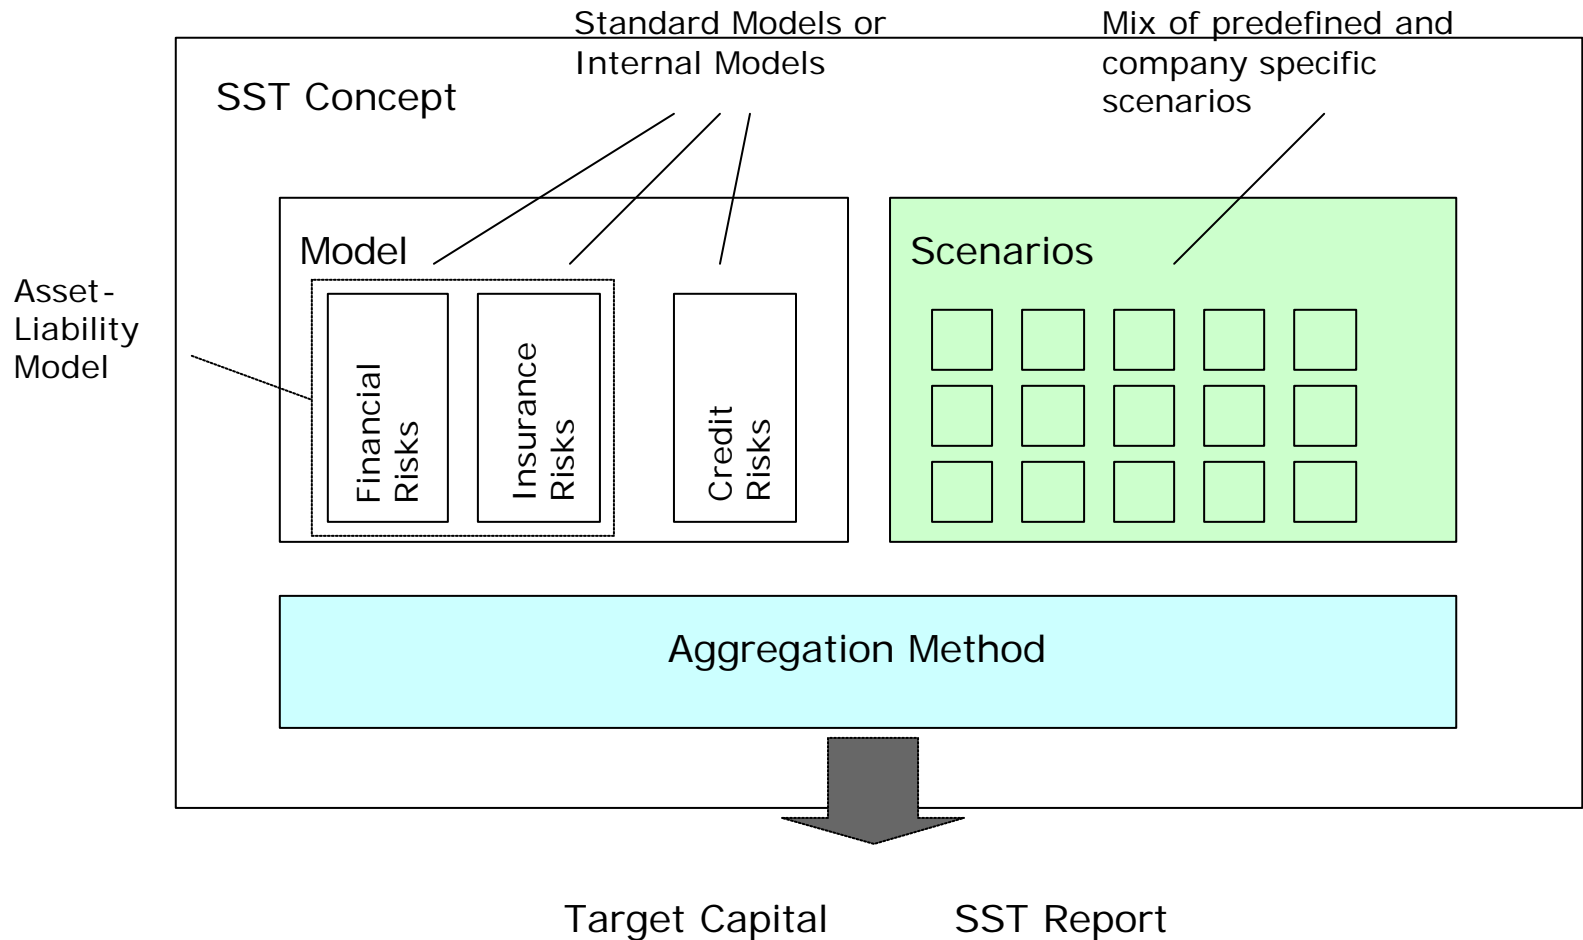 Standard Models or
Internal Models
Mix of predefined and
company specific
scenarios
SST Concept
Model
Scenarios
Asset-
Liability
Model
Financial
Risks
Insurance
Risks
Credit
Risks
Aggregation Method
Target Capital
SST Report